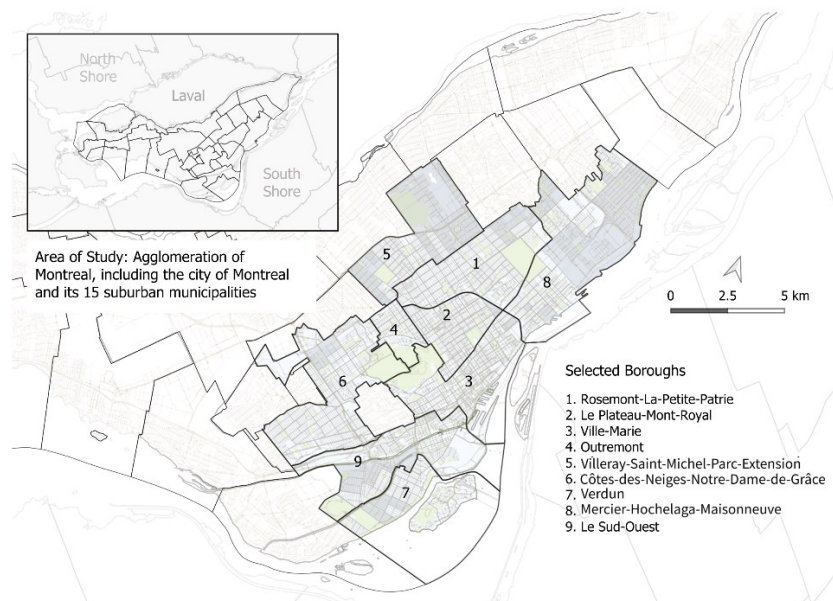 North
Shore
Laval
South
Shore
Area of Study: Agglomeration of
Montreal, including the city of Montreal
and its 15 suburban municipalities
5
1
8
2
4
6
3
9
7
0 2.5 5 km
Selected Boroughs
1. Rosemont-La-Petite-Patrie
2. Le Plateau-Mont-Royal
3. Ville-Marie
4. Outremont
5. Villeray-Saint-Michel-Parc-Extension
6. Côtes-des-Neiges-Notre-Dame-de-Grâce
7. Verdun
8. Mercier-Hochelaga-Maisonneuve
9. Le Sud-Ouest